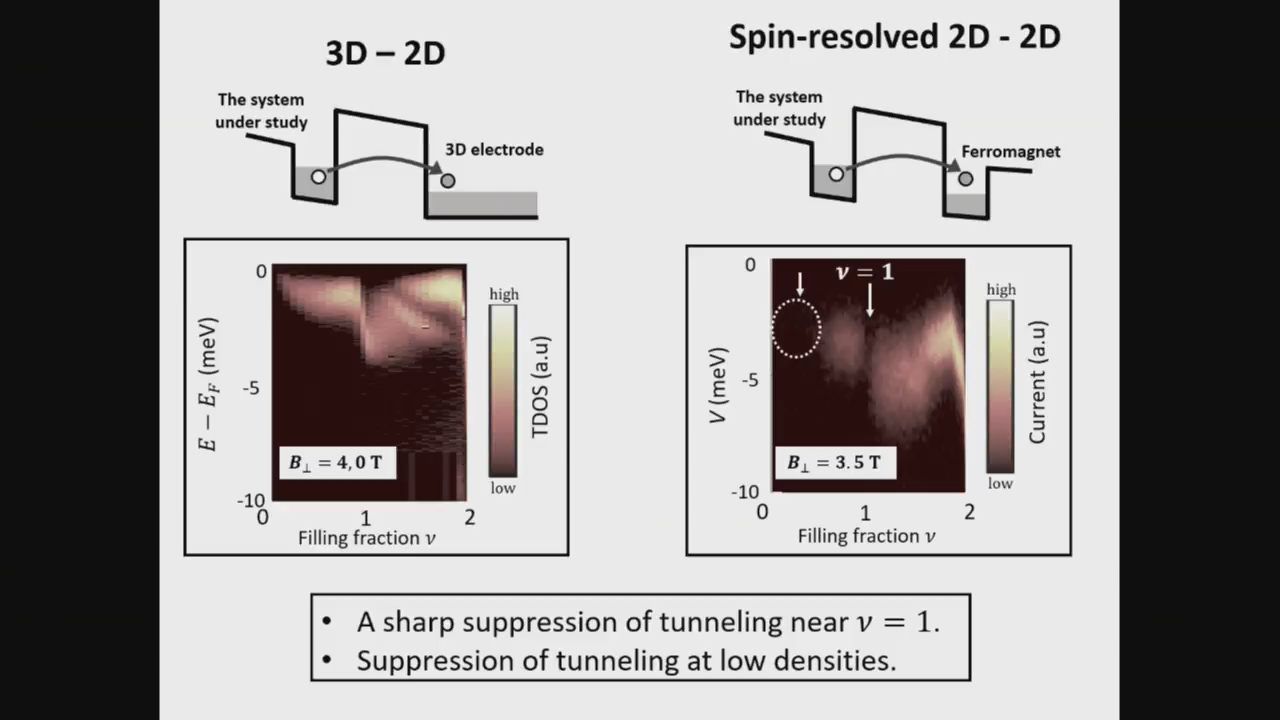 3D – 2D
The system
under study
3D electrode
0
-5
-10
E − E_F (meV)
B⊥ = 4,0 T
0 1 2
Filling fraction ν
high
low
TDOS (a.u)
Spin-resolved 2D - 2D
The system
under study
Ferromagnet
0
-5
-10
V (meV)
ν = 1
B⊥ = 3.5 T
0 1 2
Filling fraction ν
high
low
Current (a.u)
• A sharp suppression of tunneling near ν = 1.
• Suppression of tunneling at low densities.